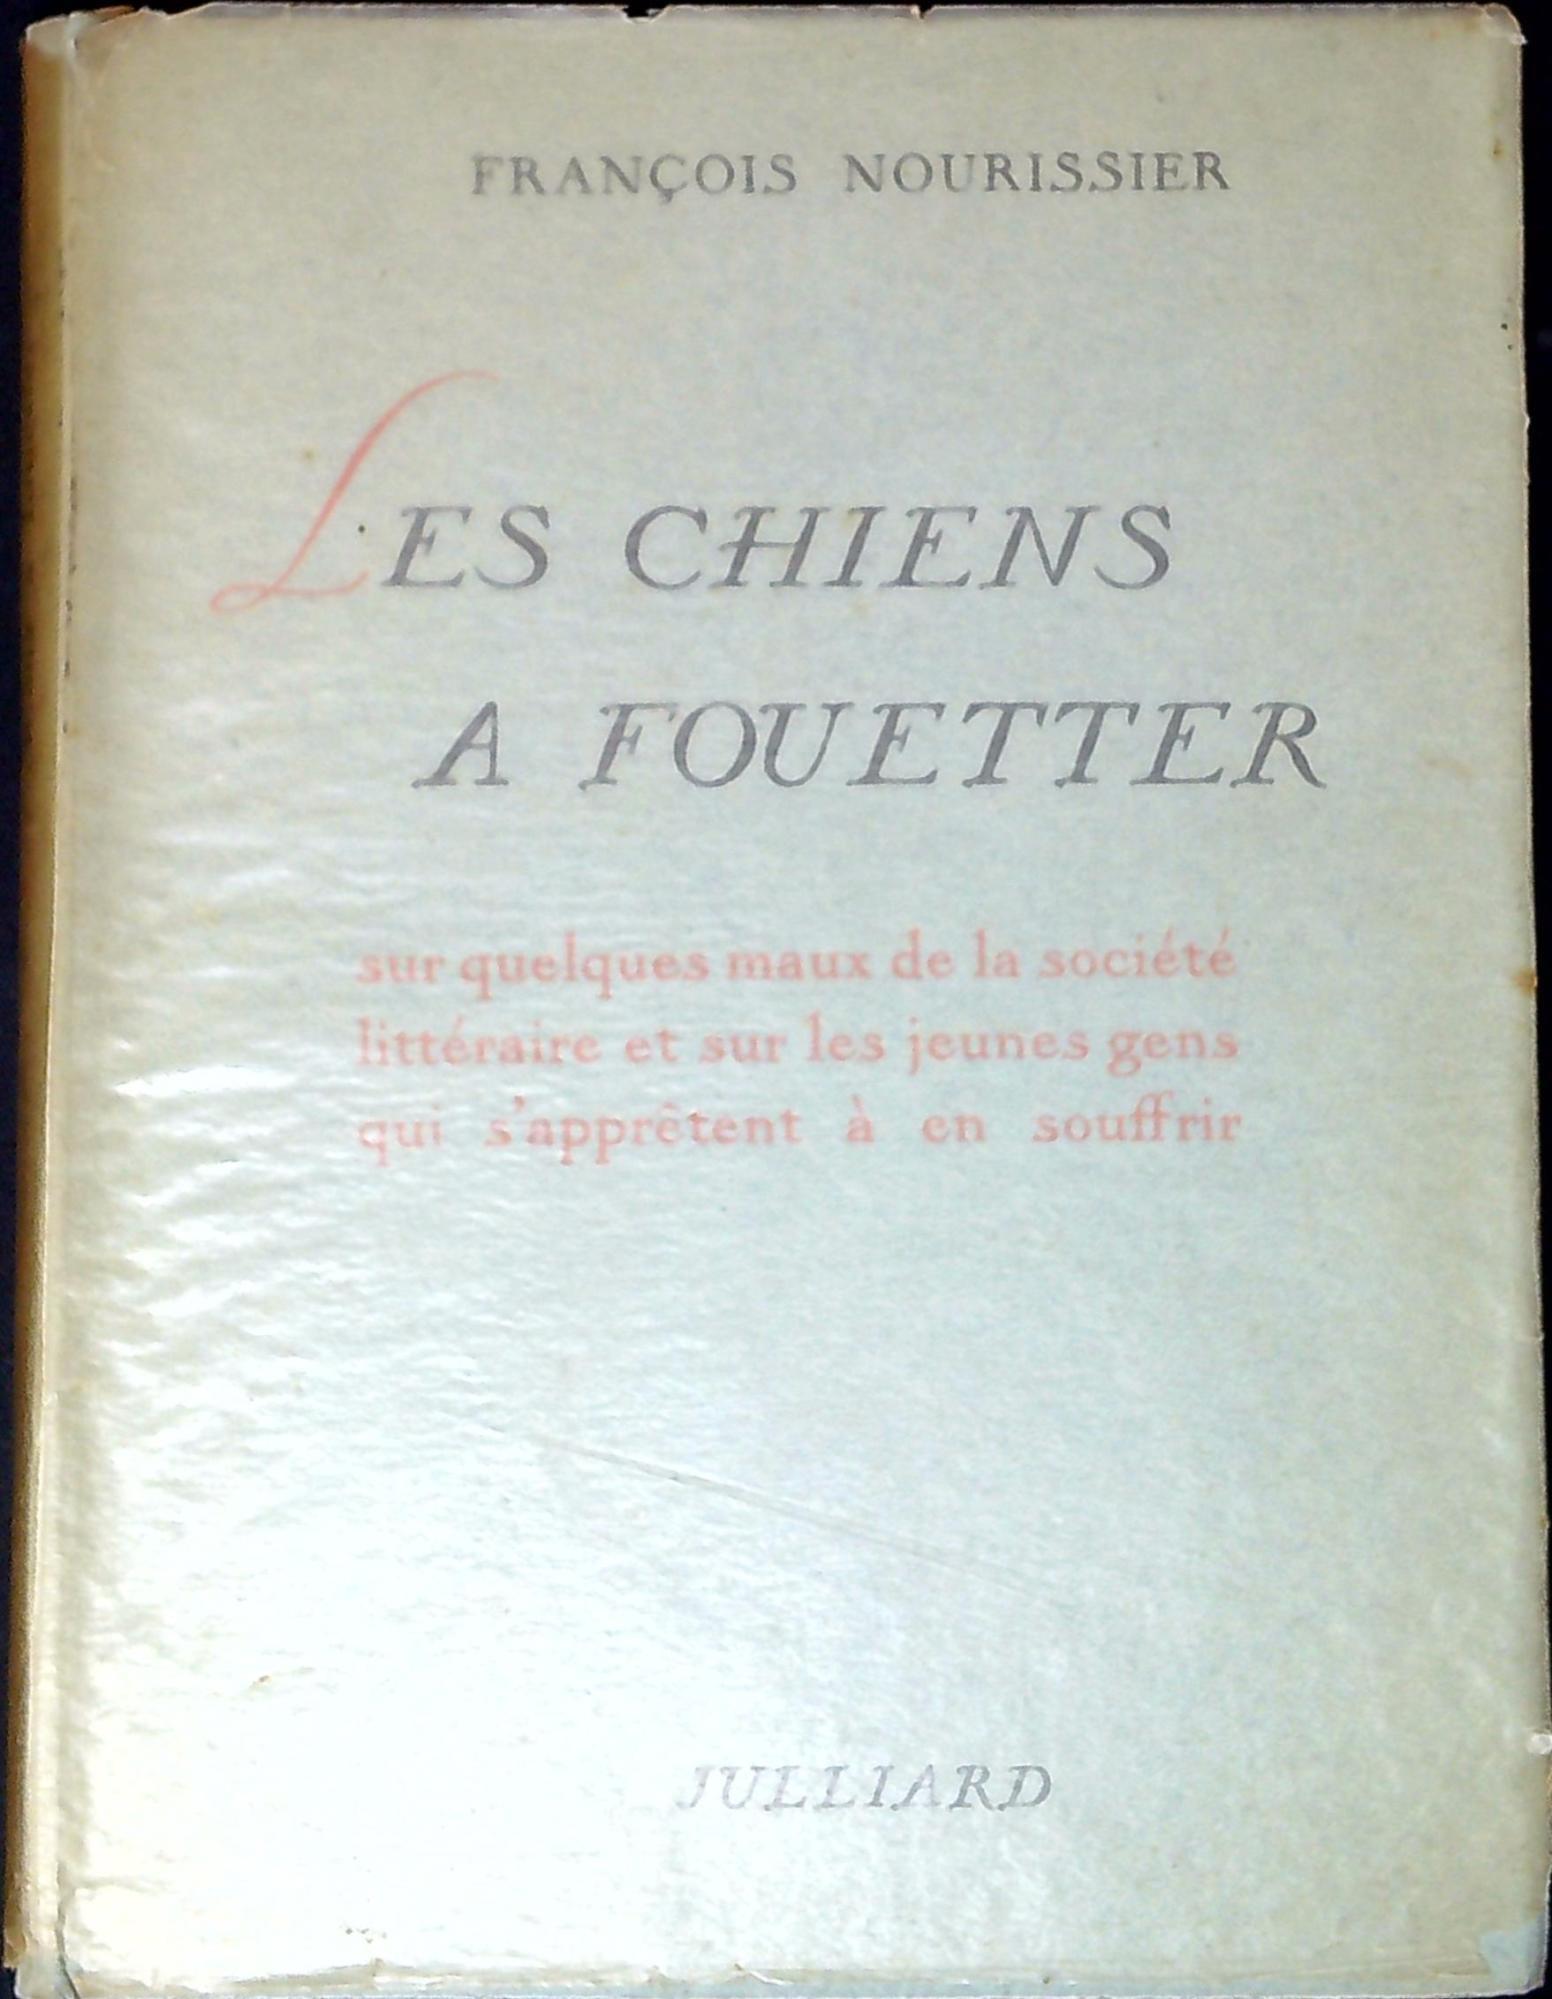 FRANÇOIS NOURISSIER
LES CHIENS
A FOUETTER
sur quelques maux de la société
littéraire et sur les jeunes gens
qui s'apprêtent à en souffrir
JULLIARD